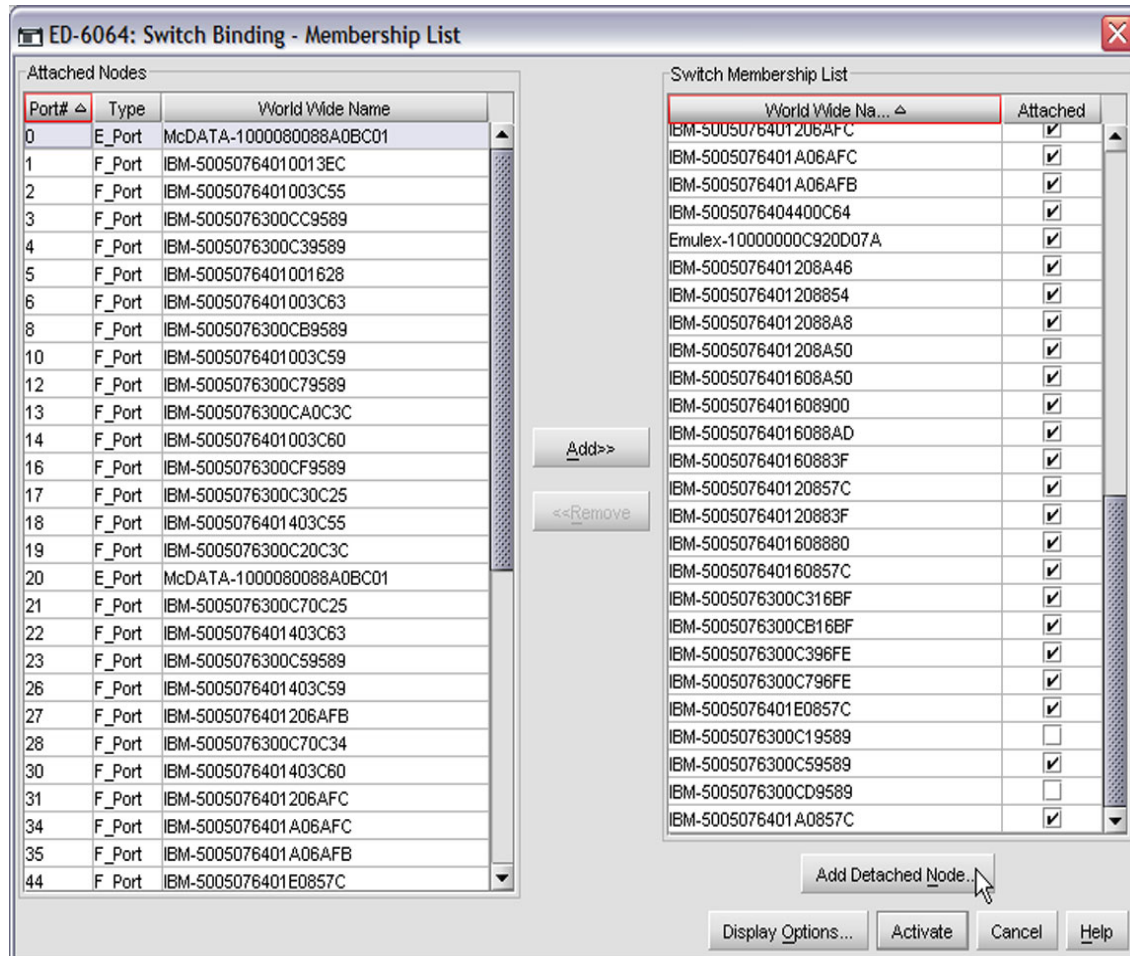 ED-6064: Switch Binding - Membership List
Attached Nodes
Port# Type World Wide Name
0 E_Port McDATA-1000080088A0BC01
1 F_Port IBM-50050764010013EC
2 F_Port IBM-5005076401003C55
3 F_Port IBM-5005076300CC9589
4 F_Port IBM-5005076300C39589
5 F_Port IBM-5005076401001628
6 F_Port IBM-5005076401003C63
8 F_Port IBM-5005076300CB9589
10 F_Port IBM-5005076401003C59
12 F_Port IBM-5005076300C79589
13 F_Port IBM-5005076300CA0C3C
14 F_Port IBM-5005076401003C60
16 F_Port IBM-5005076300CF9589
17 F_Port IBM-5005076300C30C25
18 F_Port IBM-5005076401403C55
19 F_Port IBM-5005076300C20C3C
20 E_Port McDATA-1000080088A0BC01
21 F_Port IBM-5005076300C70C25
22 F_Port IBM-5005076401403C63
23 F_Port IBM-5005076300C59589
26 F_Port IBM-5005076401403C59
27 F_Port IBM-5005076401206AFB
28 F_Port IBM-5005076300C70C34
30 F_Port IBM-5005076401403C60
31 F_Port IBM-5005076401206AFC
34 F_Port IBM-5005076401A06AFC
35 F_Port IBM-5005076401A06AFB
44 F_Port IBM-5005076401E0857C
Add>>
<<Remove
Switch Membership List
World Wide Na... Attached
IBM-5005076401206AFC
IBM-5005076401A06AFC
IBM-5005076401A06AFB
IBM-5005076404400C64
Emulex-10000000C920D07A
IBM-5005076401208A46
IBM-5005076401208854
IBM-50050764012088A8
IBM-5005076401208A50
IBM-5005076401608A50
IBM-5005076401608900
IBM-50050764016088AD
IBM-500507640160883F
IBM-500507640120857C
IBM-500507640120883F
IBM-5005076401608880
IBM-500507640160857C
IBM-5005076300C316BF
IBM-5005076300CB16BF
IBM-5005076300C396FE
IBM-5005076300C796FE
IBM-5005076401E0857C
IBM-5005076300C19589
IBM-5005076300C59589
IBM-5005076300CD9589
IBM-5005076401A0857C
Add Detached Node...
Display Options... Activate Cancel Help